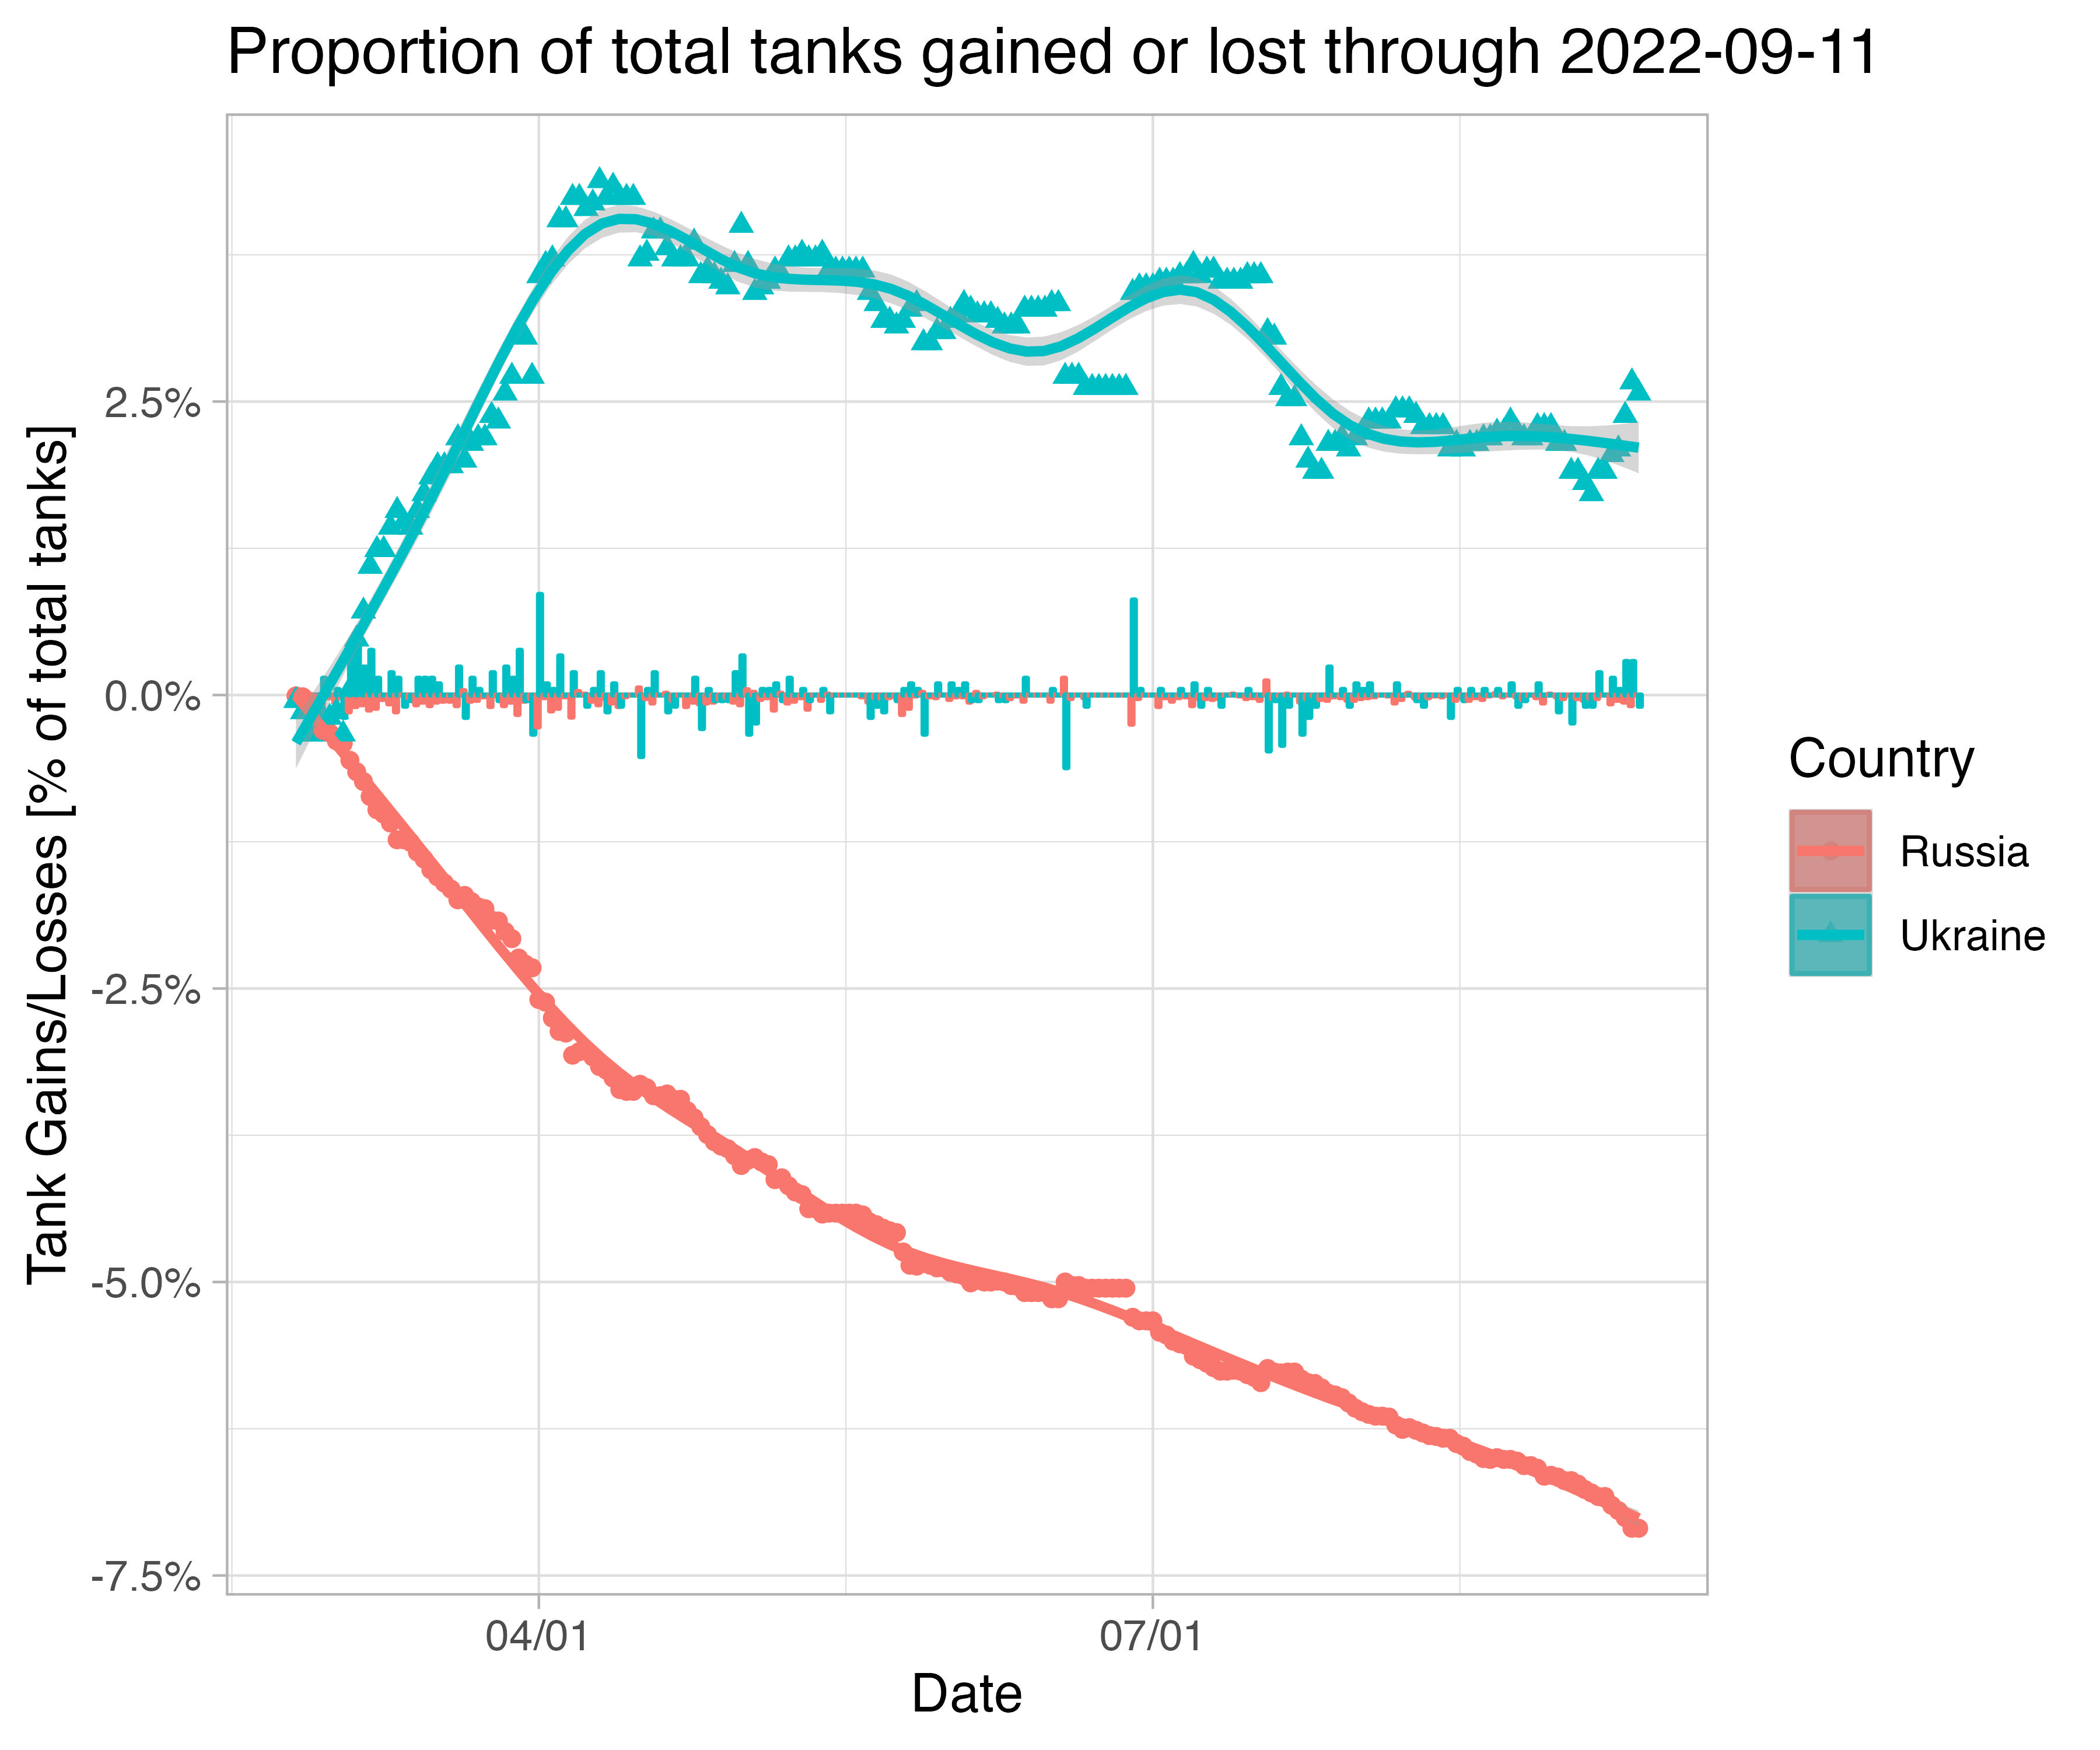 Proportion of total tanks gained or lost through 2022-09-11
Tank Gains/Losses [% of total tanks]
2.5%
0.0%
-2.5%
-5.0%
-7.5%
04/01
07/01
Date
Country
Russia
Ukraine